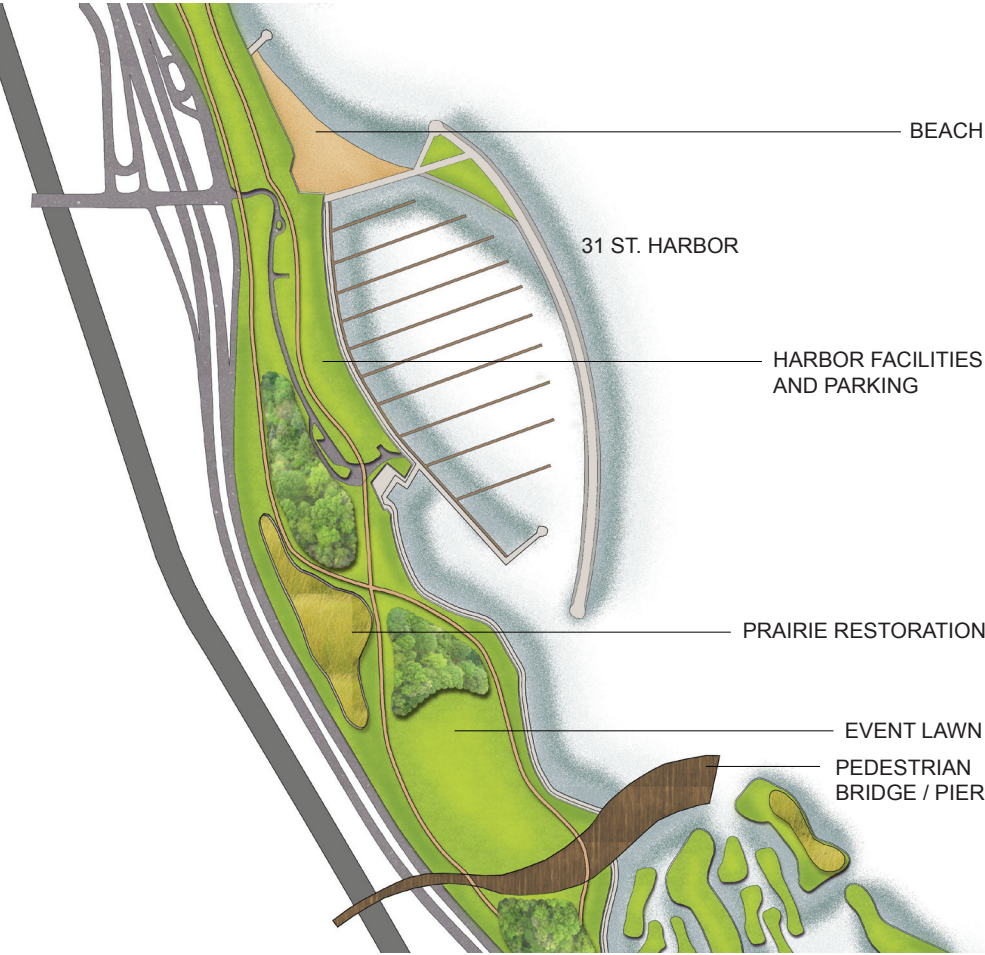 BEACH
31 ST. HARBOR
HARBOR FACILITIES
AND PARKING
PRAIRIE RESTORATION
EVENT LAWN
PEDESTRIAN
BRIDGE / PIER